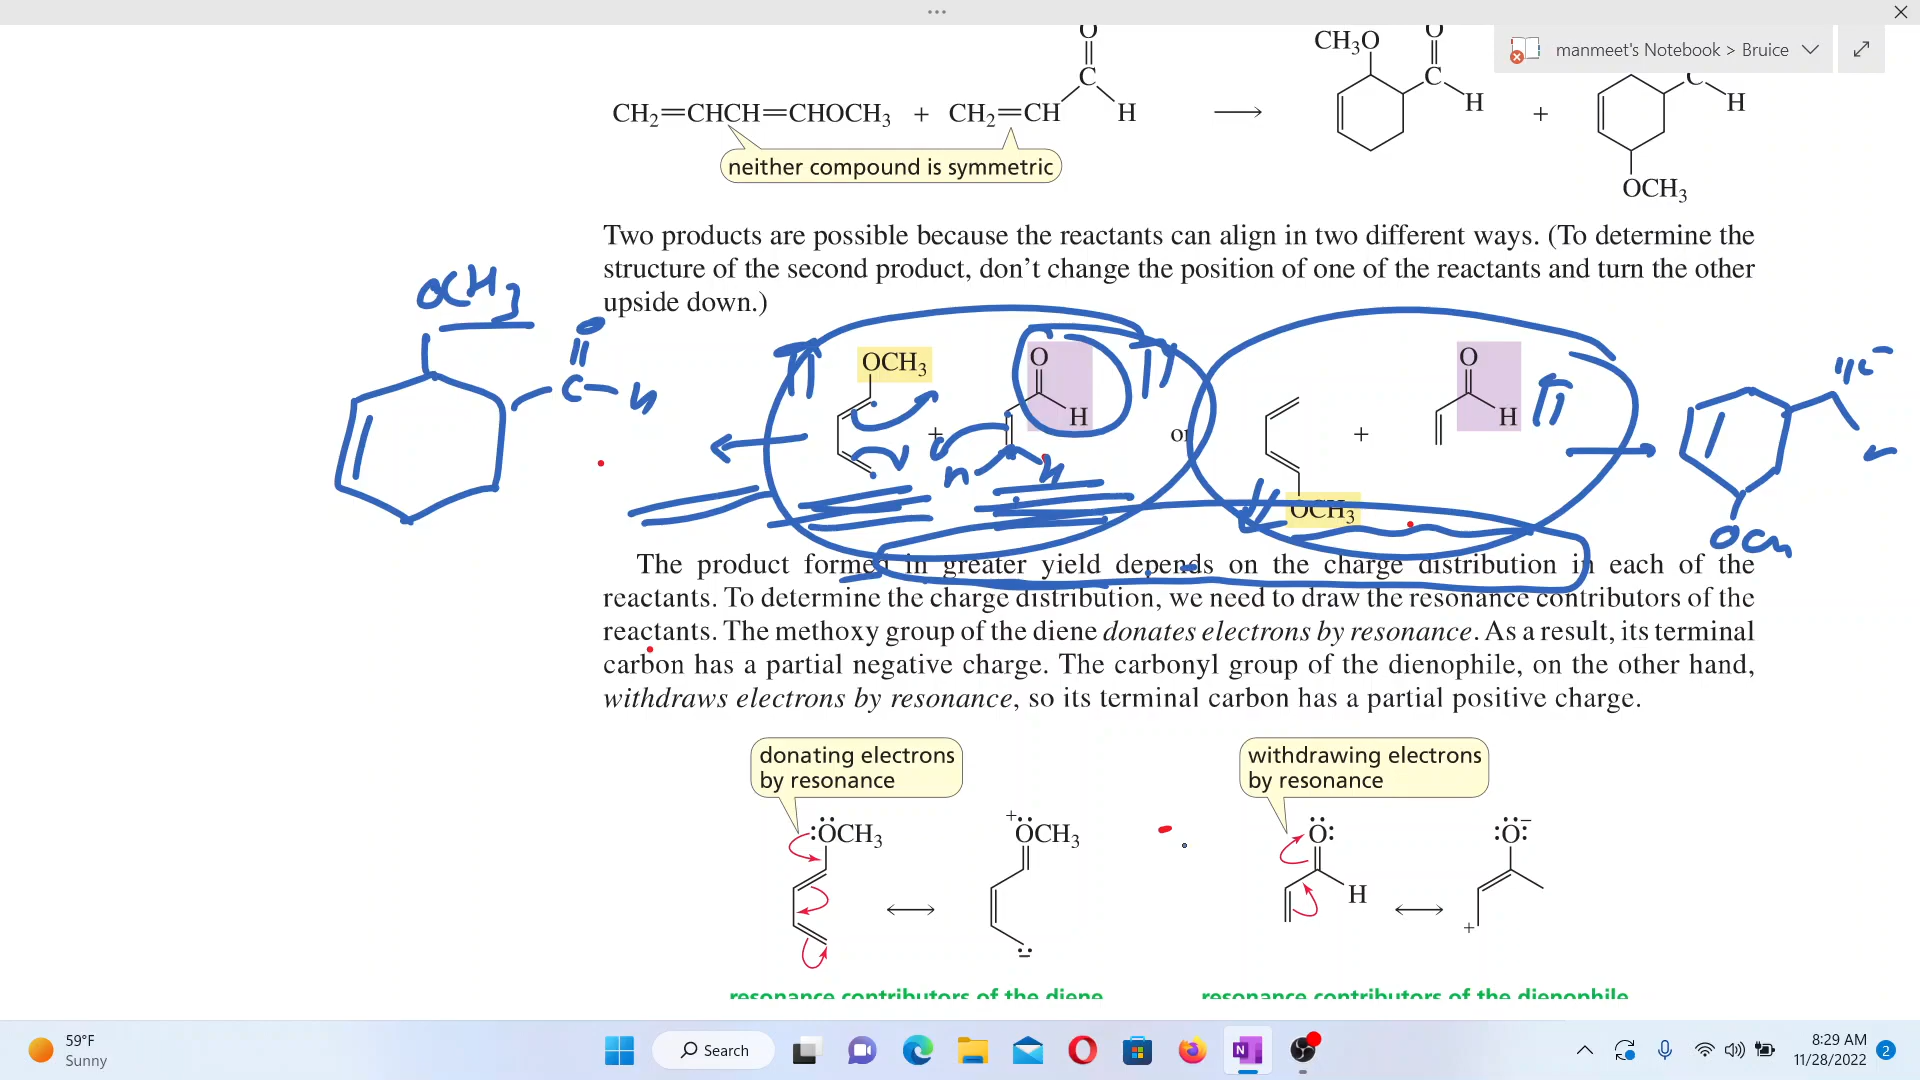 manmeet's Notebook > Bruice
O
CH₃O
O
C
C
C
CH₂=CHCH=CHOCH₃ + CH₂=CH
H
H
+
H
neither compound is symmetric
OCH₃
Two products are possible because the reactants can align in two different ways. (To determine the
structure of the second product, don't change the position of one of the reactants and turn the other
upside down.)
OCH3
O
C
H
OCH₃
O
H
+
H
H
or
+
O
H
OCH₃
OCH
The product formed in greater yield depends on the charge distribution in each of the
reactants. To determine the charge distribution, we need to draw the resonance contributors of the
reactants. The methoxy group of the diene donates electrons by resonance. As a result, its terminal
carbon has a partial negative charge. The carbonyl group of the dienophile, on the other hand,
withdraws electrons by resonance, so its terminal carbon has a partial positive charge.
donating electrons
by resonance
withdrawing electrons
by resonance
:OCH₃
+
OCH₃
O:
:O:−
H
+
resonance contributors of the diene
resonance contributors of the dienophile
59°F
Sunny
Search
8:29 AM
11/28/2022
2